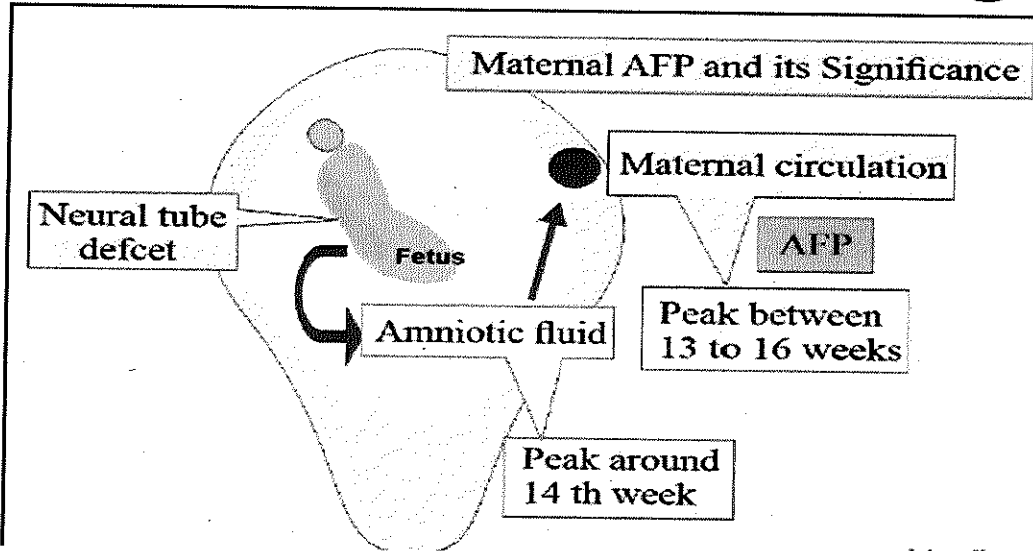 Maternal AFP and its Significance
Maternal circulation
Neural tube
defcet
AFP
Fetus
Peak between
13 to 16 weeks
Amniotic fluid
Peak around
14 th week